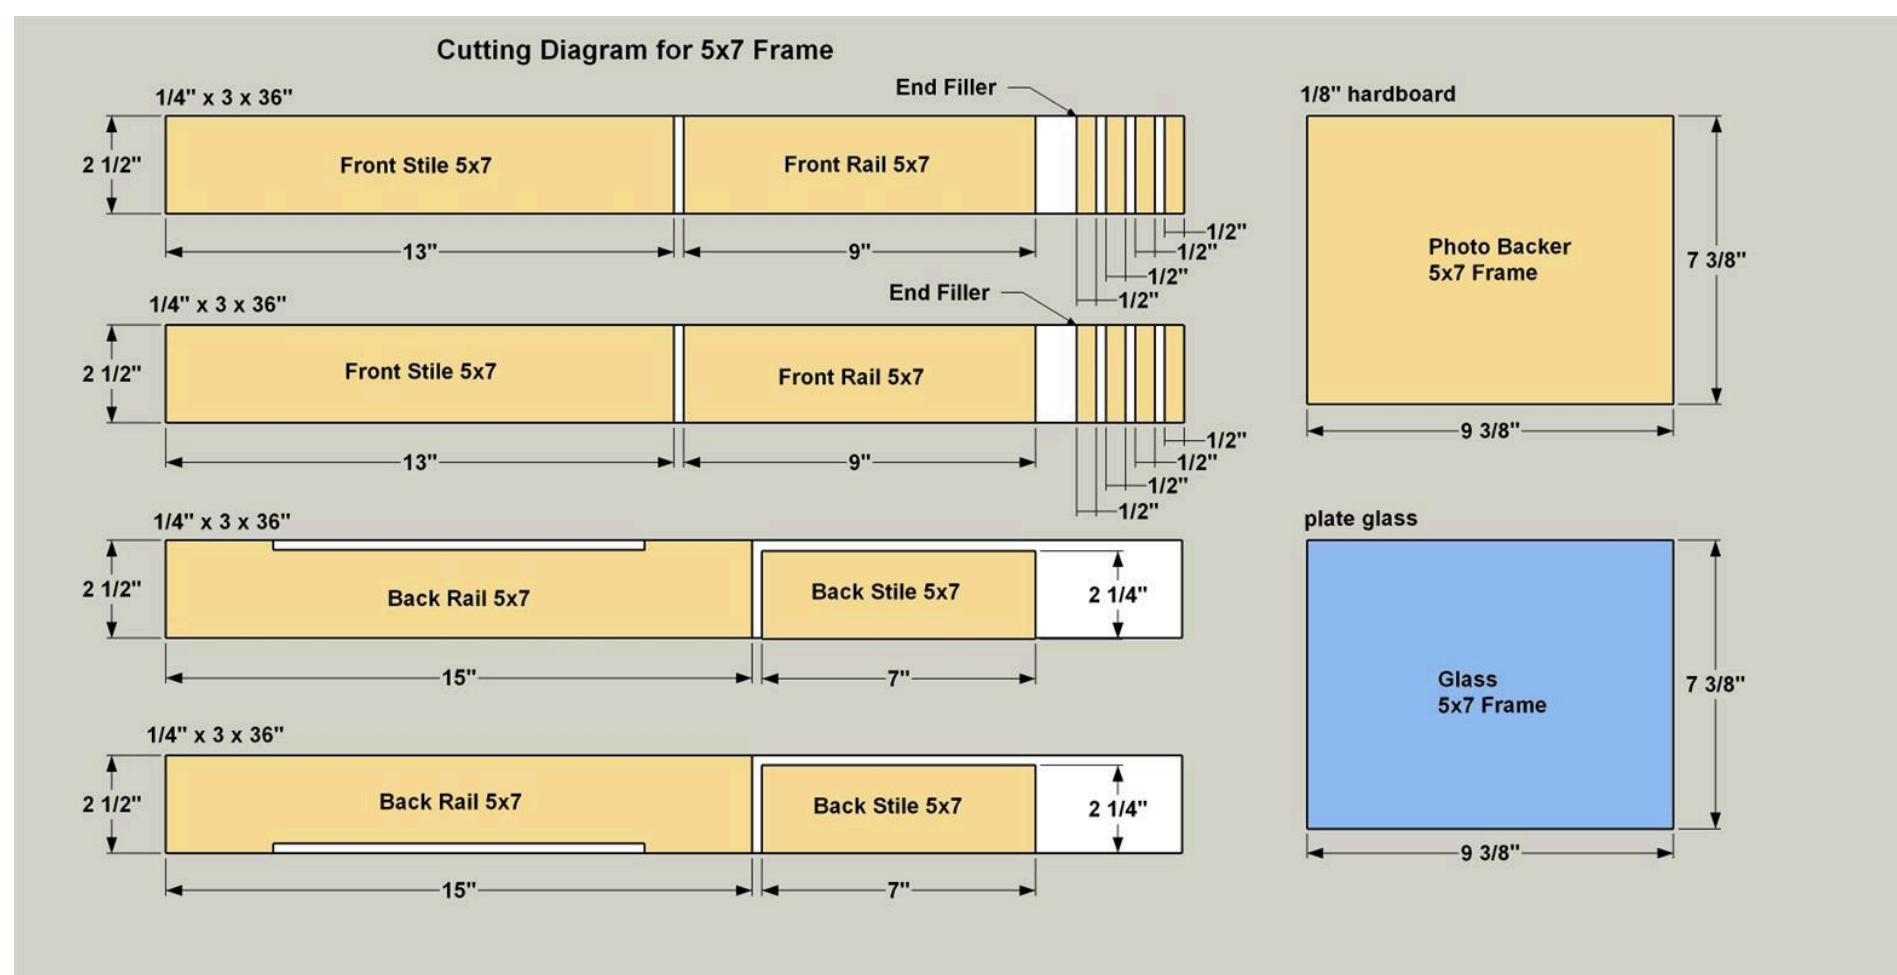 Cutting Diagram for 5x7 Frame
1/4" x 3 x 36"
End Filler
2 1/2"
Front Stile 5x7
Front Rail 5x7
13"
9"
1/2"
1/2"
1/2"
1/2"
1/4" x 3 x 36"
End Filler
2 1/2"
Front Stile 5x7
Front Rail 5x7
13"
9"
1/2"
1/2"
1/2"
1/2"
1/4" x 3 x 36"
2 1/2"
Back Rail 5x7
Back Stile 5x7
2 1/4"
15"
7"
1/4" x 3 x 36"
2 1/2"
Back Rail 5x7
Back Stile 5x7
2 1/4"
15"
7"
1/8" hardboard
Photo Backer
5x7 Frame
7 3/8"
9 3/8"
plate glass
Glass
5x7 Frame
7 3/8"
9 3/8"